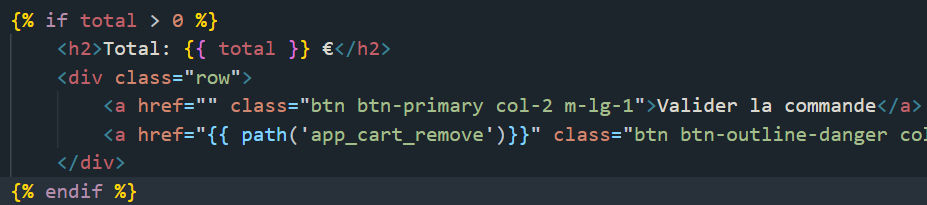 {% if total > 0 %}
<h2>Total: {{ total }} €</h2>
<div class="row">
<a href="" class="btn btn-primary col-2 m-lg-1">Valider la commande</a>
<a href="{{ path('app_cart_remove')}}" class="btn btn-outline-danger col
</div>
{% endif %}